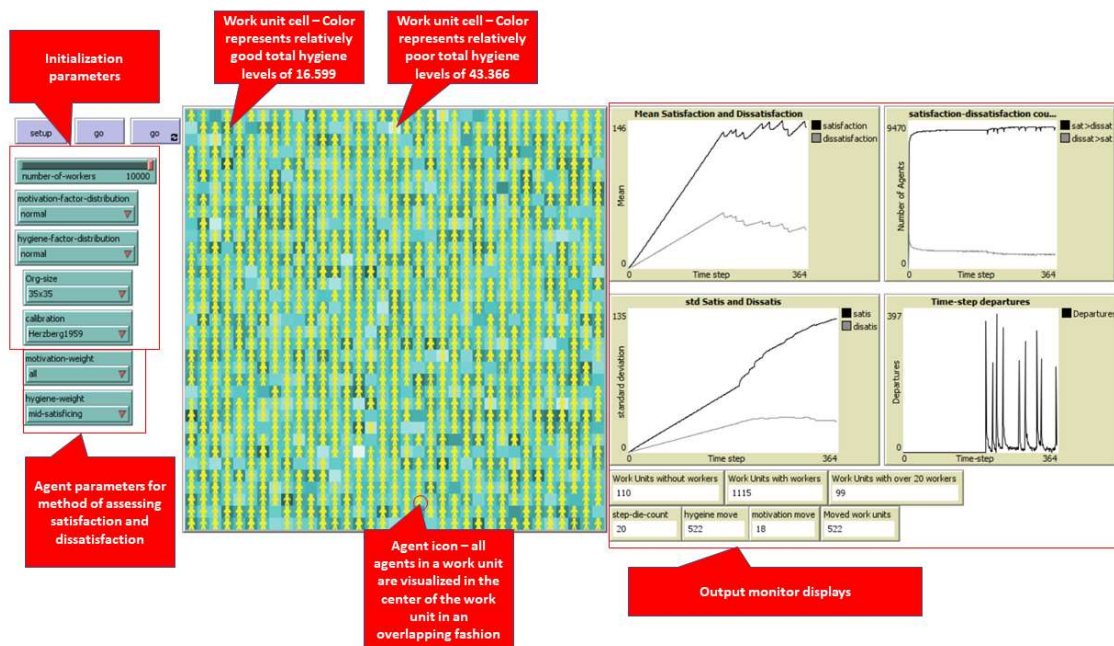 Initialization
parameters
Work unit cell – Color
represents relatively
good total hygiene
levels of 16.599
Work unit cell – Color
represents relatively
poor total hygiene
levels of 43.366
setup
go
go
number-of-workers 10000
motivation-factor-distribution
normal
hygiene-factor-distribution
normal
Org-size
35x35
calibration
Herzberg1959
motivation-weight
all
hygiene-weight
mid-satisficing
Agent parameters for
method of assessing
satisfaction and
dissatisfaction
Agent icon – all
agents in a work unit
are visualized in the
center of the work
unit in an
overlapping fashion
Mean Satisfaction and Dissatisfaction
146
satisfaction
dissatisfaction
Mean
0
0
Time step
364
satisfaction-dissatisfaction cou...
9470
sat>dissat
dissat>sat
Number of Agents
0
0
Time step
364
std Satis and Dissatis
135
satis
disatis
standard deviation
0
0
Time step
364
Time-step departures
397
Departures
Departures
0
0
Time-step
364
Work Units without workers
110
Work Units with workers
1115
Work Units with over 20 workers
99
step-die-count
20
hygeine move
522
motivation move
18
Moved work units
522
Output monitor displays